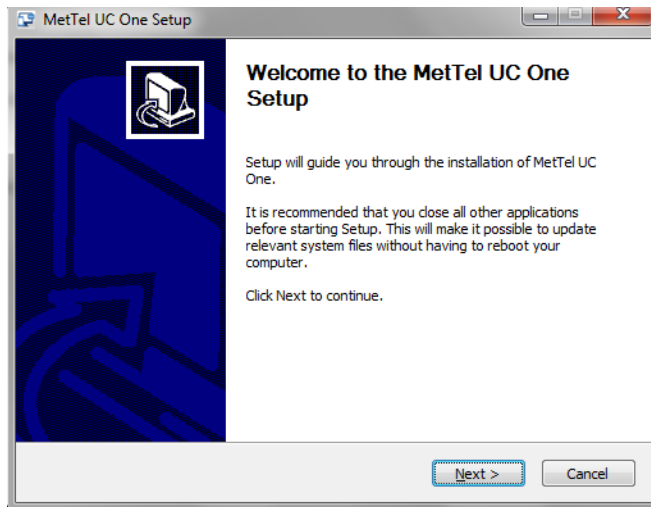 MetTel UC One Setup
Welcome to the MetTel UC One
Setup
Setup will guide you through the installation of MetTel UC
One.
It is recommended that you close all other applications
before starting Setup. This will make it possible to update
relevant system files without having to reboot your
computer.
Click Next to continue.
Next >
Cancel